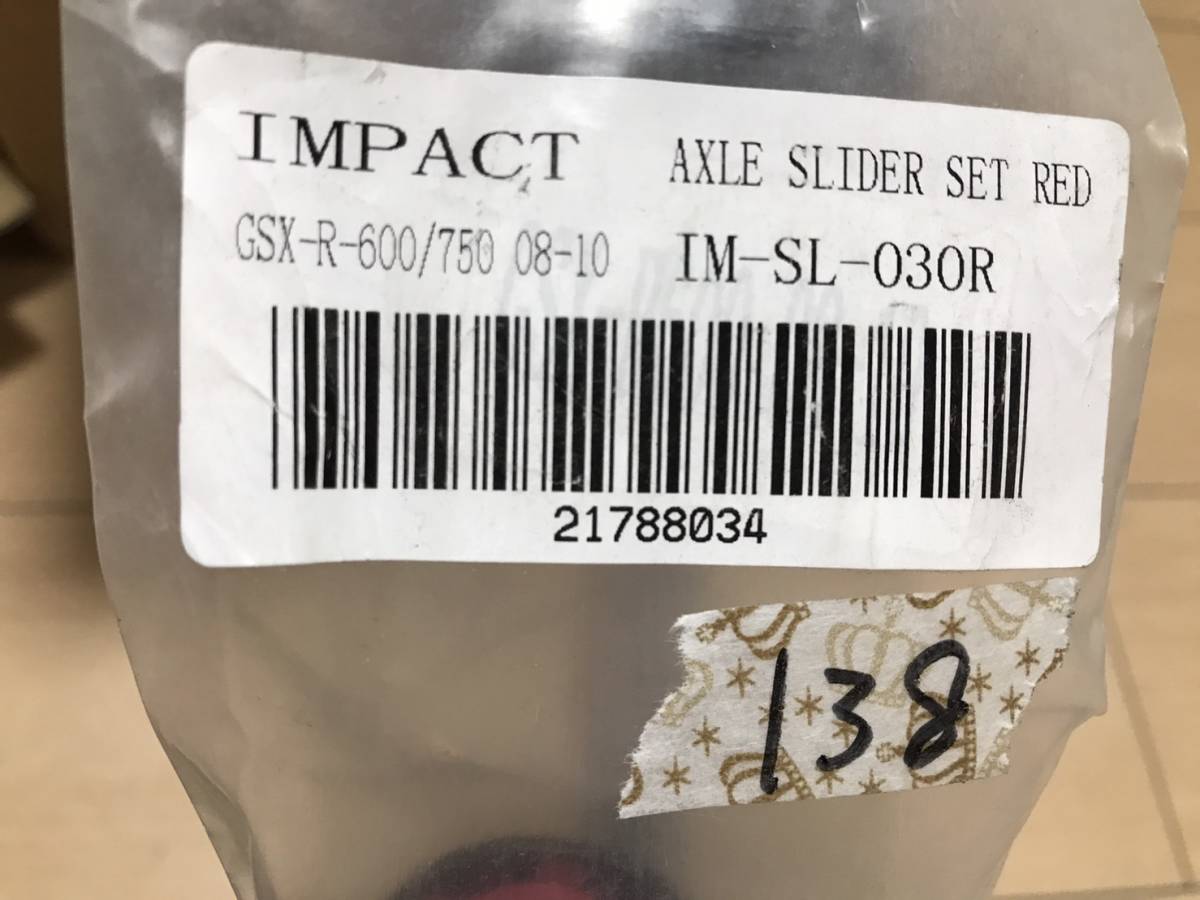 IMPACT AXLE SLIDER SET RED
GSX-R-600/750 08-10 IM-SL-030R
21788034
138